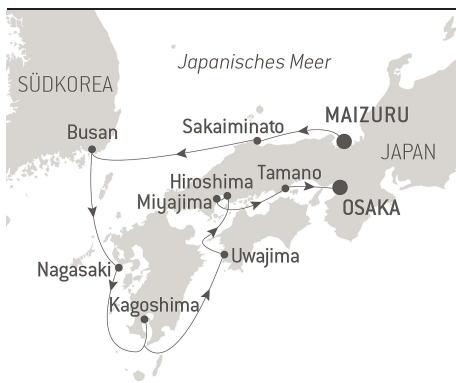 Japanisches Meer
SÜDKOREA
MAIZURU
Sakaiminato
Busan
JAPAN
Tamano
Hiroshima
Miyajima
OSAKA
Uwajima
Nagasaki
Kagoshima